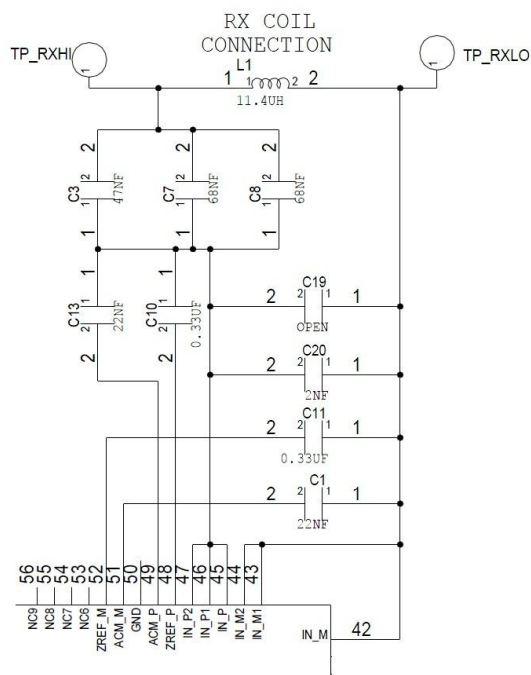 RX COIL
CONNECTION
TP_RXHI
1
TP_RXLO
1
L1
1 1 2 2
11.4UH
2 2 2
C3 2 1 47NF
C7 2 1 68NF
C8 2 1 68NF
1 1 1
1 1
C13 1 2 22NF
C10 1 2 0.33UF
2 2
C19
2 2 1 1
OPEN
C20
2 2 1 1
2NF
C11
2 2 1 1
0.33UF
C1
2 2 1 1
22NF
56 55 54 53 52 51 50 49 48 47 46 45 44 43
NC9 NC8 NC7 NC6 ZREF_M ACM_M GND ACM_P ZREF_P IN_P2 IN_P1 IN_P IN_M2 IN_M1
IN_M 42